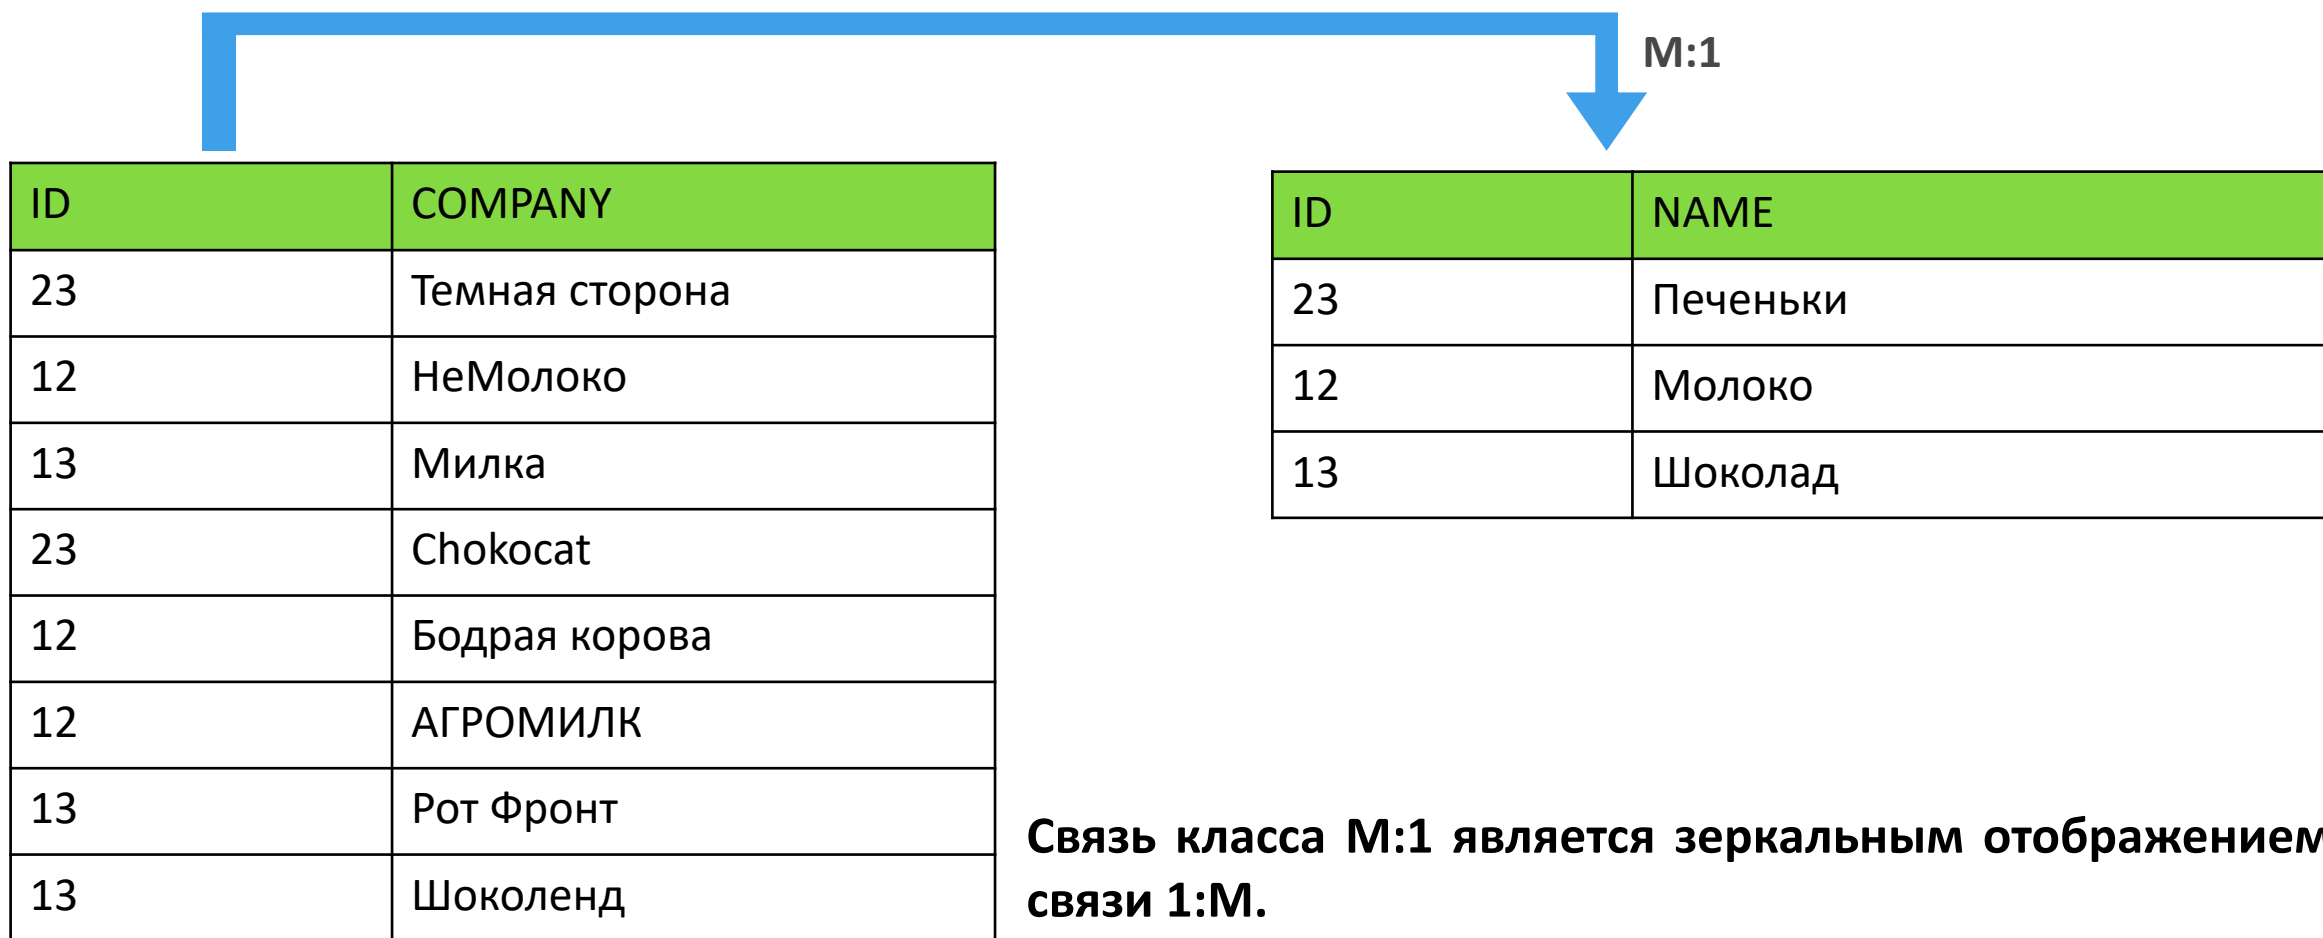 M:1
ID COMPANY
23 Темная сторона
12 НеМолоко
13 Милка
23 Chokocat
12 Бодрая корова
12 АГРОМИЛК
13 Рот Фронт
13 Шоколенд
ID NAME
23 Печеньки
12 Молоко
13 Шоколад
Связь класса М:1 является зеркальным отображением
связи 1:М.